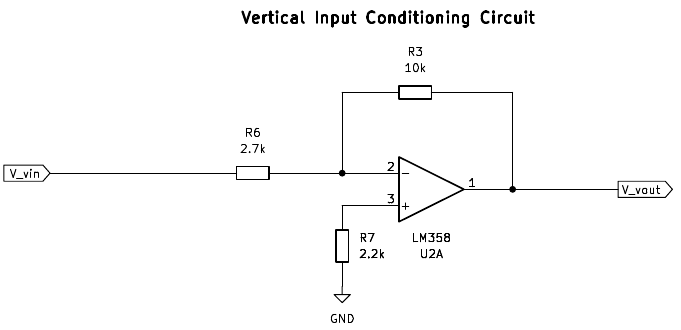 Vertical Input Conditioning Circuit
R3
10k
R6
2.7k
V_vin
2
-
1
V_vout
3
+
R7
2.2k
LM358
U2A
GND